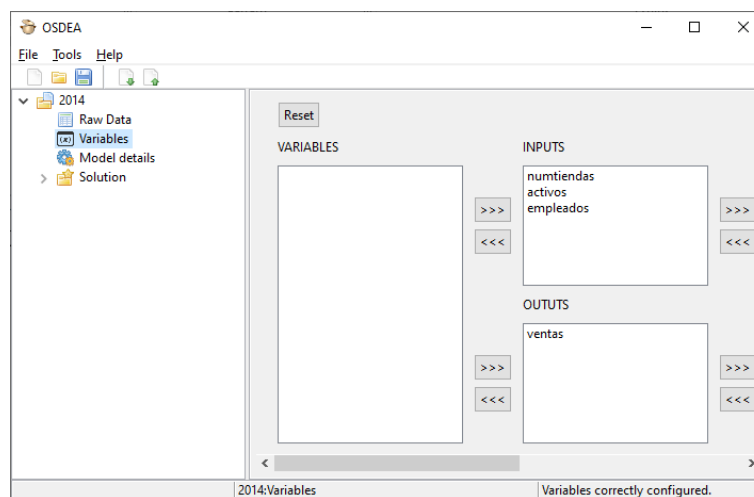 OSDEA
File Tools Help
2014
Raw Data
Variables
Model details
Solution
Reset
VARIABLES
INPUTS
numtiendas
activos
empleados
>>> >>>
<<< <<<
OUTUTS
ventas
>>> >>>
<<< <<<
2014:Variables
Variables correctly configured.